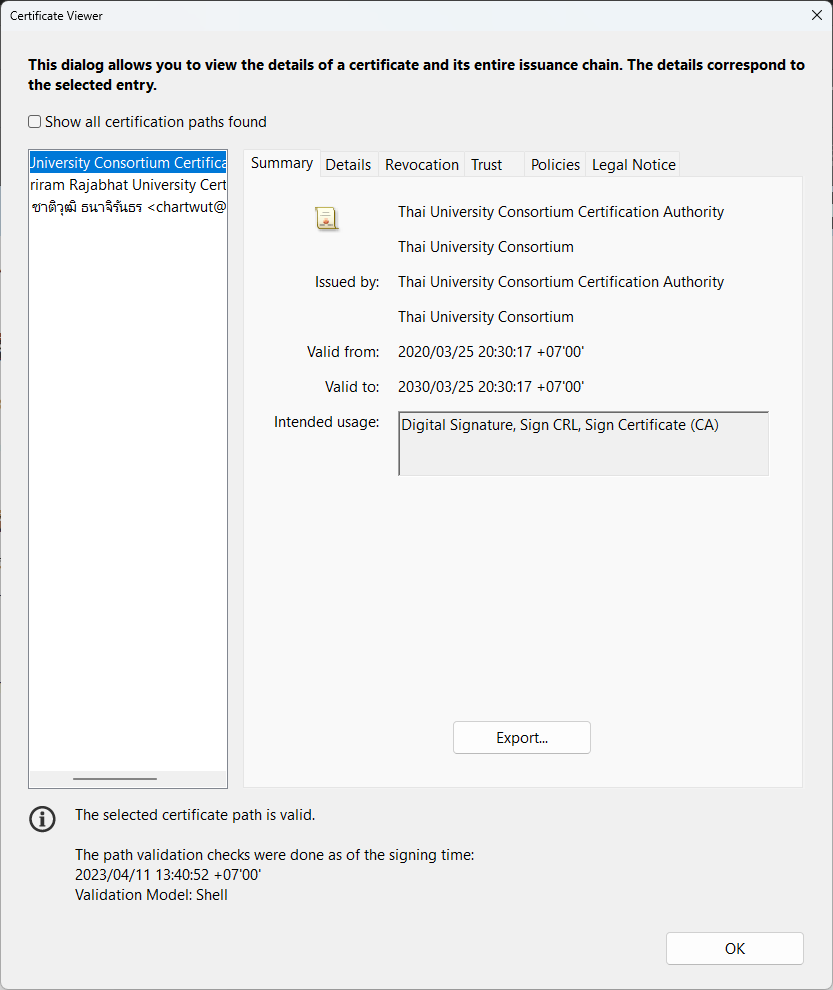 Certificate Viewer
This dialog allows you to view the details of a certificate and its entire issuance chain. The details correspond to
the selected entry.
Show all certification paths found
University Consortium Certifica
riram Rajabhat University Cert
ชาติวุฒิ ธนาจิรันธร <chartwut@
Summary Details Revocation Trust Policies Legal Notice
Thai University Consortium Certification Authority
Thai University Consortium
Issued by: Thai University Consortium Certification Authority
Thai University Consortium
Valid from: 2020/03/25 20:30:17 +07'00'
Valid to: 2030/03/25 20:30:17 +07'00'
Intended usage: Digital Signature, Sign CRL, Sign Certificate (CA)
Export...
The selected certificate path is valid.
The path validation checks were done as of the signing time:
2023/04/11 13:40:52 +07'00'
Validation Model: Shell
OK